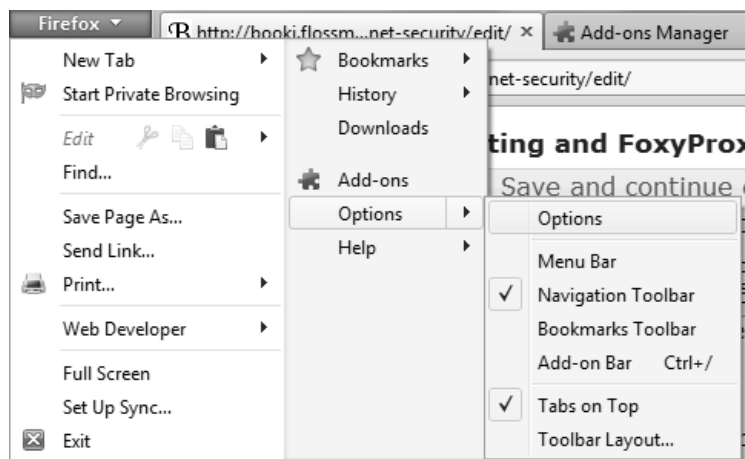 Firefox
http://booki.flossm...net-security/edit/ ×
Add-ons Manager
net-security/edit/
ting and FoxyProx
Save and continue
New Tab
Start Private Browsing
Edit
Find...
Save Page As...
Send Link...
Print...
Web Developer
Full Screen
Set Up Sync...
Exit
Bookmarks
History
Downloads
Add-ons
Options
Help
Options
Menu Bar
Navigation Toolbar
Bookmarks Toolbar
Add-on Bar Ctrl+/
Tabs on Top
Toolbar Layout...